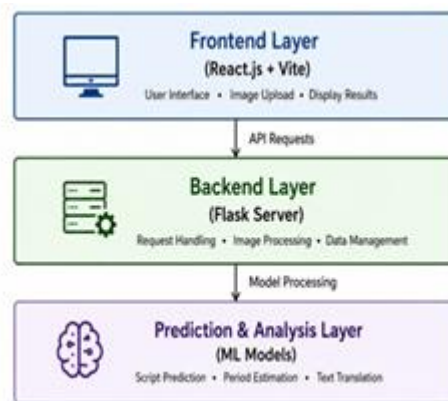 Frontend Layer
(React.js + Vite)
User Interface • Image Upload • Display Results
API Requests
Backend Layer
(Flask Server)
Request Handling • Image Processing • Data Management
Model Processing
Prediction & Analysis Layer
(ML Models)
Script Prediction • Period Estimation • Text Translation